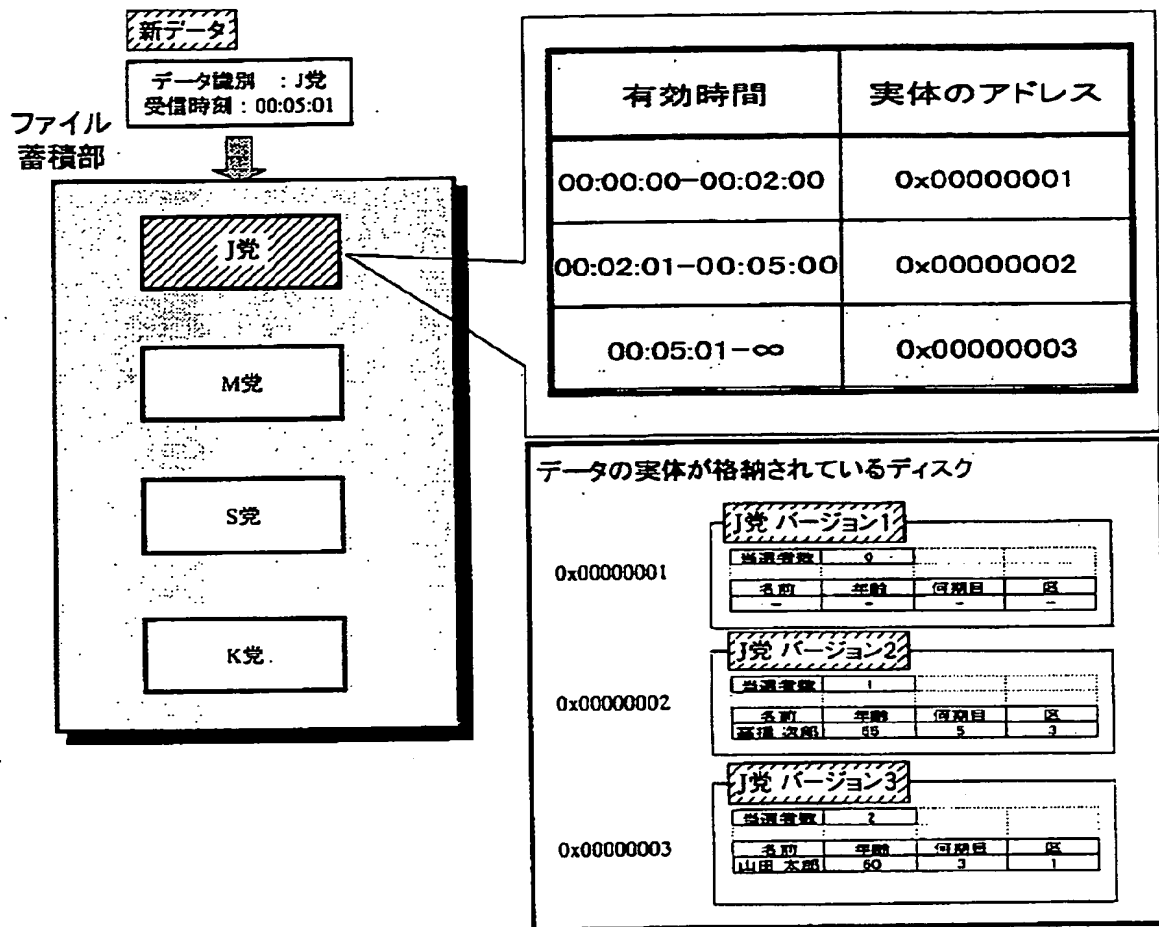 新データ
データ識別 : J党
受信時刻 : 00:05:01
ファイル
蓄積部
J党
M党
S党
K党
有効時間 実体のアドレス
00:00:00-00:02:00 0x00000001
00:02:01-00:05:00 0x00000002
00:05:01-∞ 0x00000003
データの実体が格納されているディスク
0x00000001
J党 バージョン1
当選者数 0
名前 年齢 何期目 区
- - - -
0x00000002
J党 バージョン2
当選者数 1
名前 年齢 何期目 区
次郎 5 3
0x00000003
J党 バージョン3
当選者数 2
名前 年齢 何期目 区
山田 太郎 60 3 1